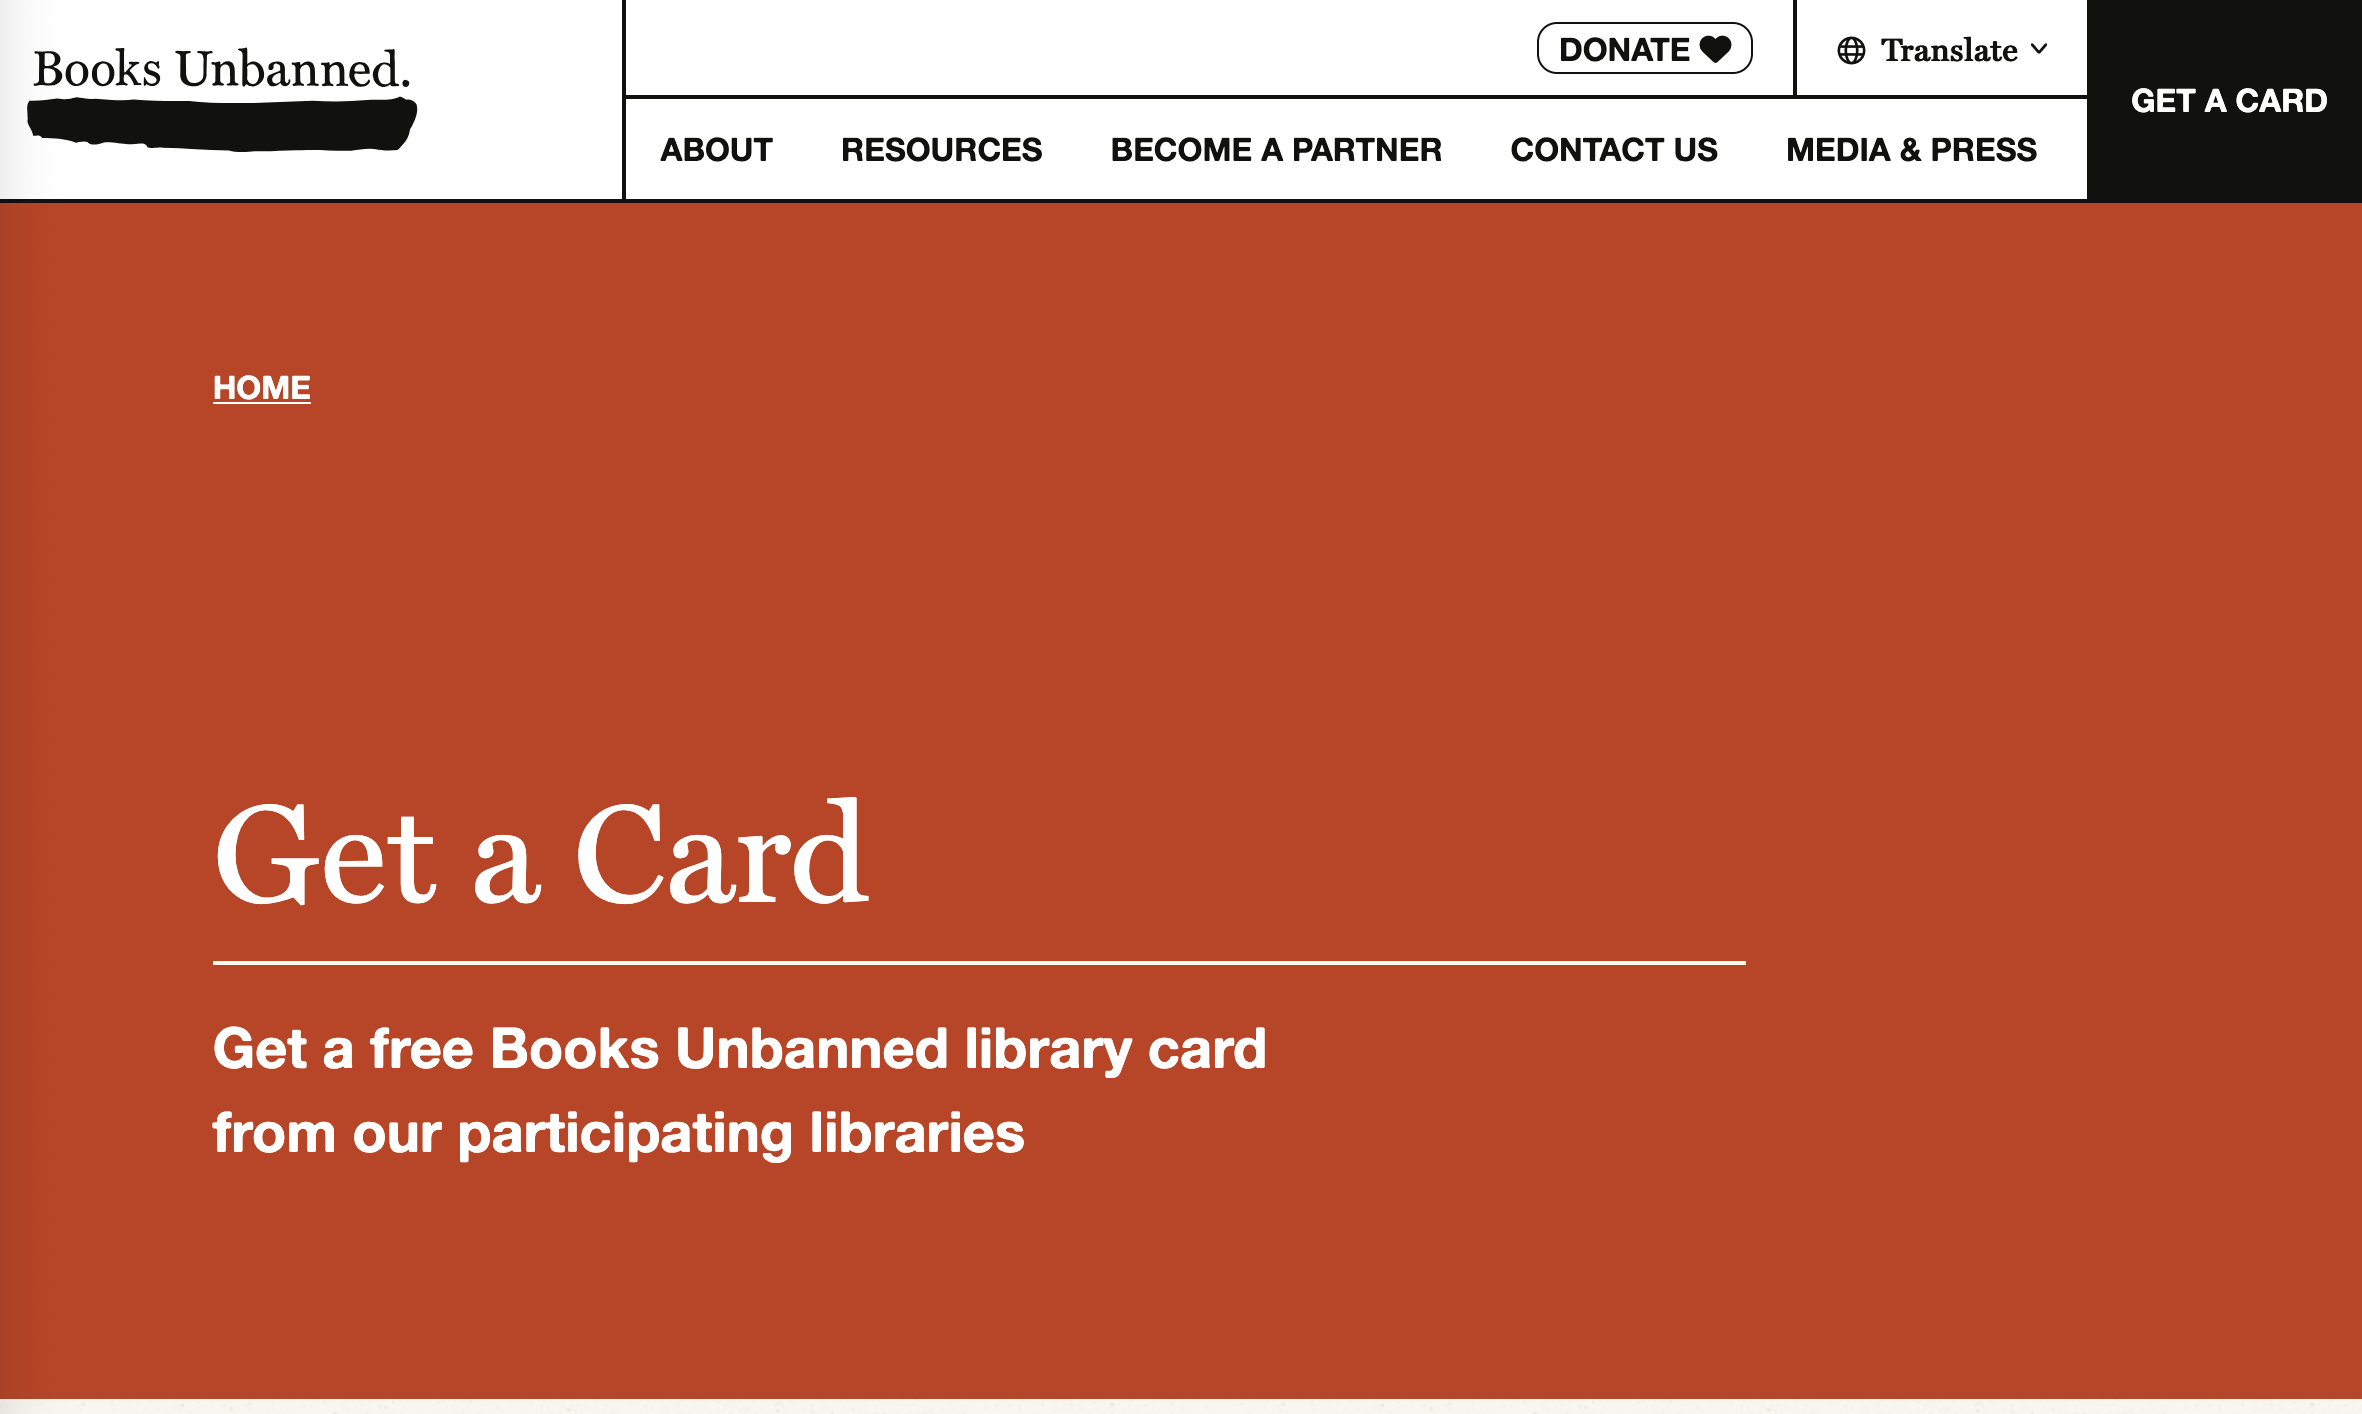 Books Unbanned.
DONATE
Translate
GET A CARD
ABOUT
RESOURCES
BECOME A PARTNER
CONTACT US
MEDIA & PRESS
HOME
Get a Card
Get a free Books Unbanned library card
from our participating libraries